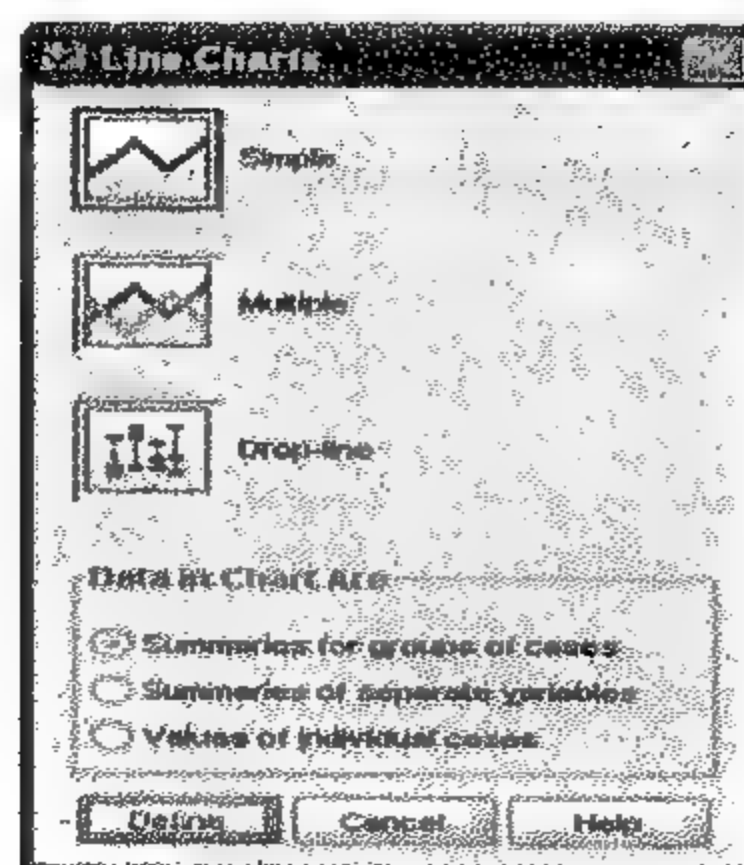 Line Charts
Simple
Multiple
Drop-line
Data in Chart Are
Summaries for groups of cases
Summaries of separate variables
Values of individual cases
Define
Cancel
Help